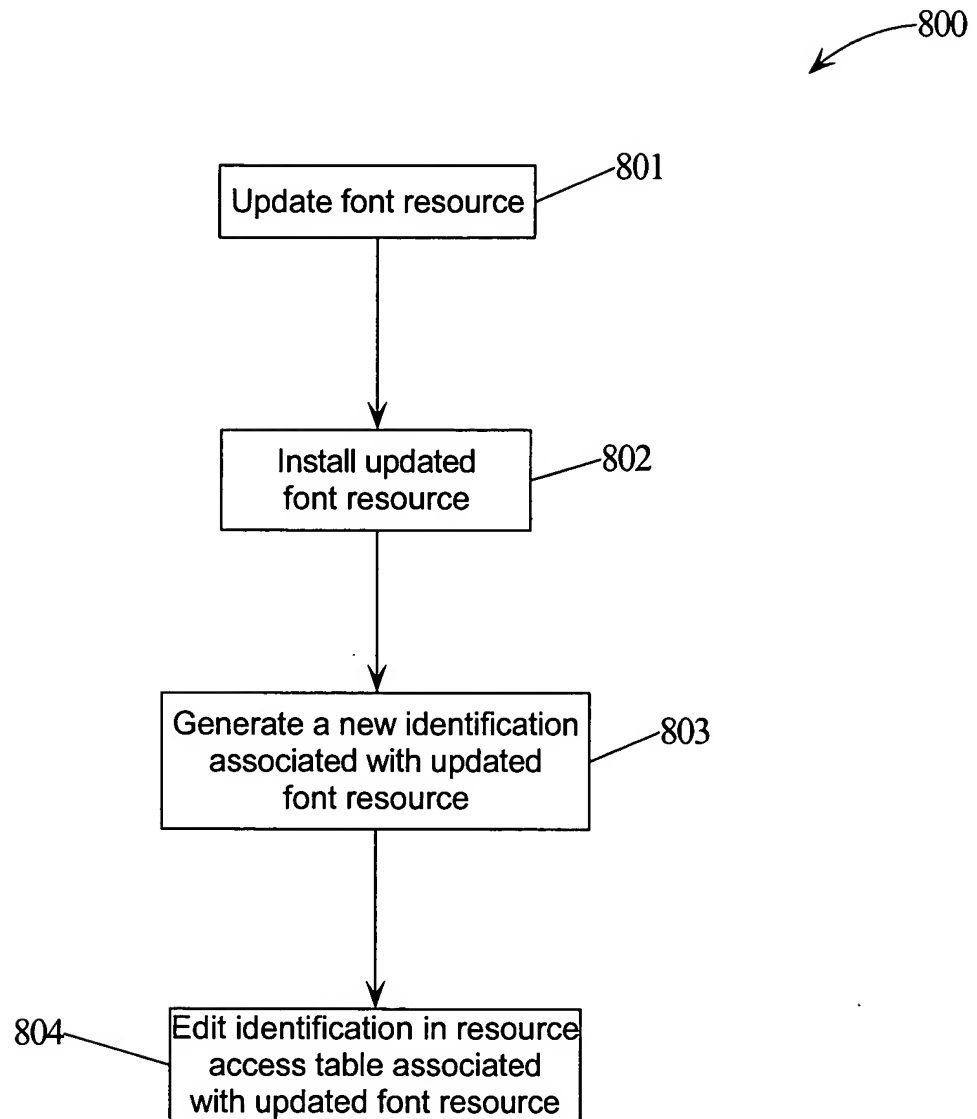 800
801
Update font resource
802
Install updated
font resource
803
Generate a new identification
associated with updated
font resource
804
Edit identification in resource
access table associated
with updated font resource